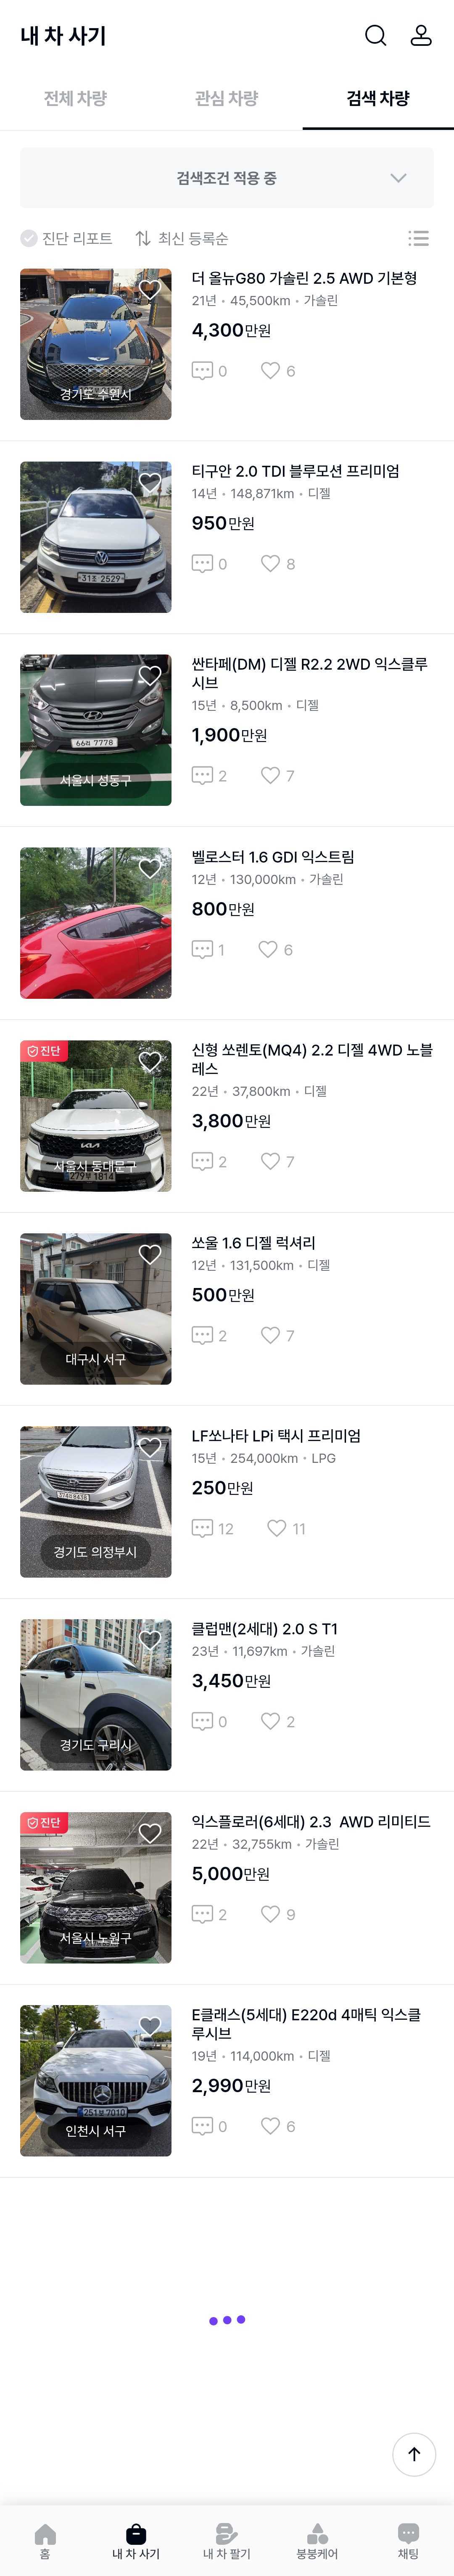 내 차 사기
전체 차량
관심 차량
검색 차량
검색조건 적용 중
진단 리포트
최신 등록순
경기도 수원시
더 올뉴G80 가솔린 2.5 AWD 기본형
21년 • 45,500km • 가솔린
4,300만원
0
6
31조 2529
티구안 2.0 TDI 블루모션 프리미엄
14년 • 148,871km • 디젤
950만원
0
8
7778
서울시 성동구
싼타페(DM) 디젤 R2.2 2WD 익스클루
시브
15년 • 8,500km • 디젤
1,900만원
2
7
벨로스터 1.6 GDI 익스트림
12년 • 130,000km • 가솔린
800만원
1
6
진단
KIA
서울시 동대문구
1814
신형 쏘렌토(MQ4) 2.2 디젤 4WD 노블
레스
22년 • 37,800km • 디젤
3,800만원
2
7
대구시 서구
쏘울 1.6 디젤 럭셔리
12년 • 131,500km • 디젤
500만원
2
7
경기도 의정부시
LF쏘나타 LPi 택시 프리미엄
15년 • 254,000km • LPG
250만원
12
11
경기도 구리시
클럽맨(2세대) 2.0 S T1
23년 • 11,697km • 가솔린
3,450만원
0
2
진단
서울시 노원구
익스플로러(6세대) 2.3 AWD 리미티드
22년 • 32,755km • 가솔린
5,000만원
2
9
인천시 서구
E클래스(5세대) E220d 4매틱 익스클
루시브
19년 • 114,000km • 디젤
2,990만원
0
6
홈
내 차 사기
내 차 팔기
붕붕케어
채팅